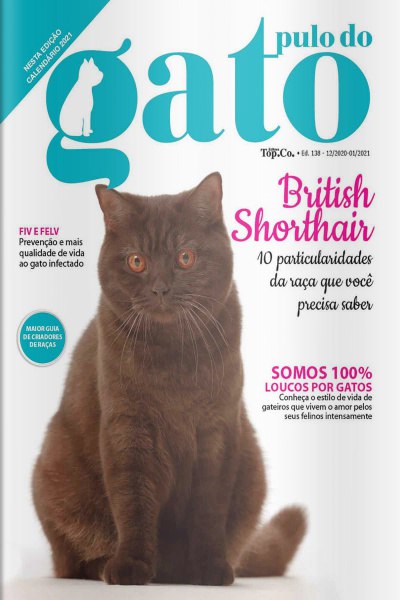 NESTA EDIÇÃO
CALENDÁRIO 2021
pulo do
gato
Top.Co. • Ed. 138 - 12/2020-01/2021
British
Shorthair
10 particularidades
da raça que você
precisa saber
FIV E FELV
Prevenção e mais
qualidade de vida
ao gato infectado
MAIOR GUIA
DE CRIADORES
DE RAÇAS
SOMOS 100%
LOUCOS POR GATOS
Conheça o estilo de vida de
gateiros que vivem o amor pelos
seus felinos intensamente